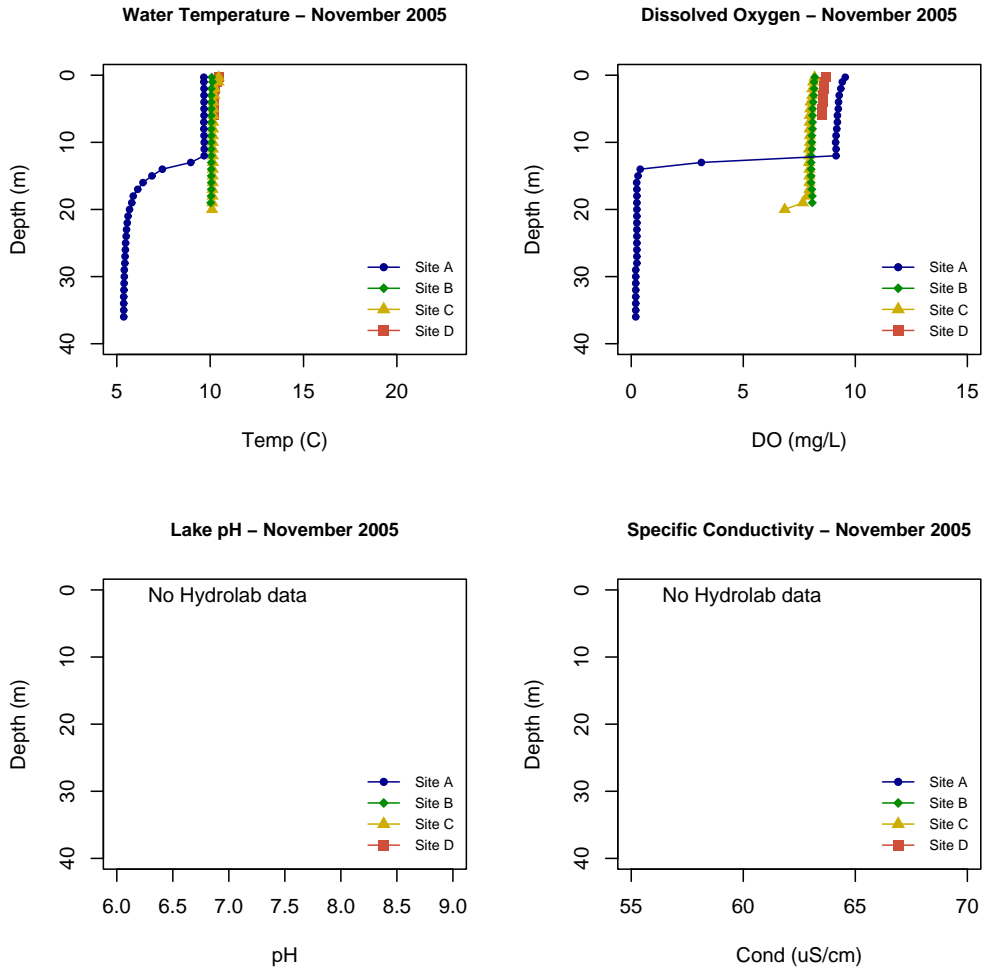 Water Temperature – November 2005
0
10
20
30
40
Depth (m)
5 10 15 20
Temp (C)
Site A
Site B
Site C
Site D
Dissolved Oxygen – November 2005
0
10
20
30
40
Depth (m)
0 5 10 15
DO (mg/L)
Site A
Site B
Site C
Site D
Lake pH – November 2005
No Hydrolab data
0
10
20
30
40
Depth (m)
6.0 6.5 7.0 7.5 8.0 8.5 9.0
pH
Site A
Site B
Site C
Site D
Specific Conductivity – November 2005
No Hydrolab data
0
10
20
30
40
Depth (m)
55 60 65 70
Cond (uS/cm)
Site A
Site B
Site C
Site D